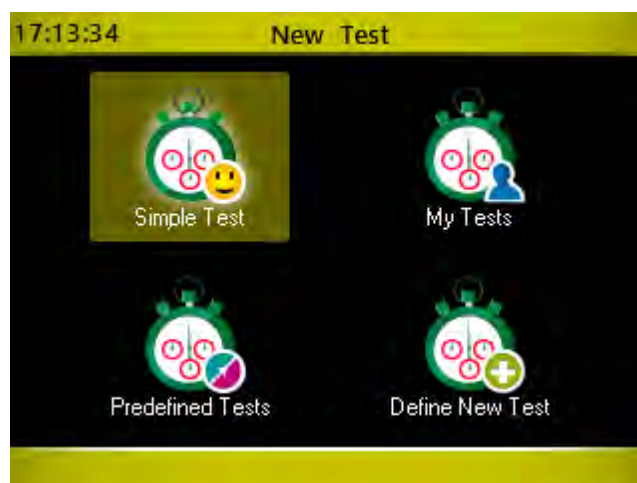 17:13:34 New Test
Simple Test
My Tests
Predefined Tests
Define New Test